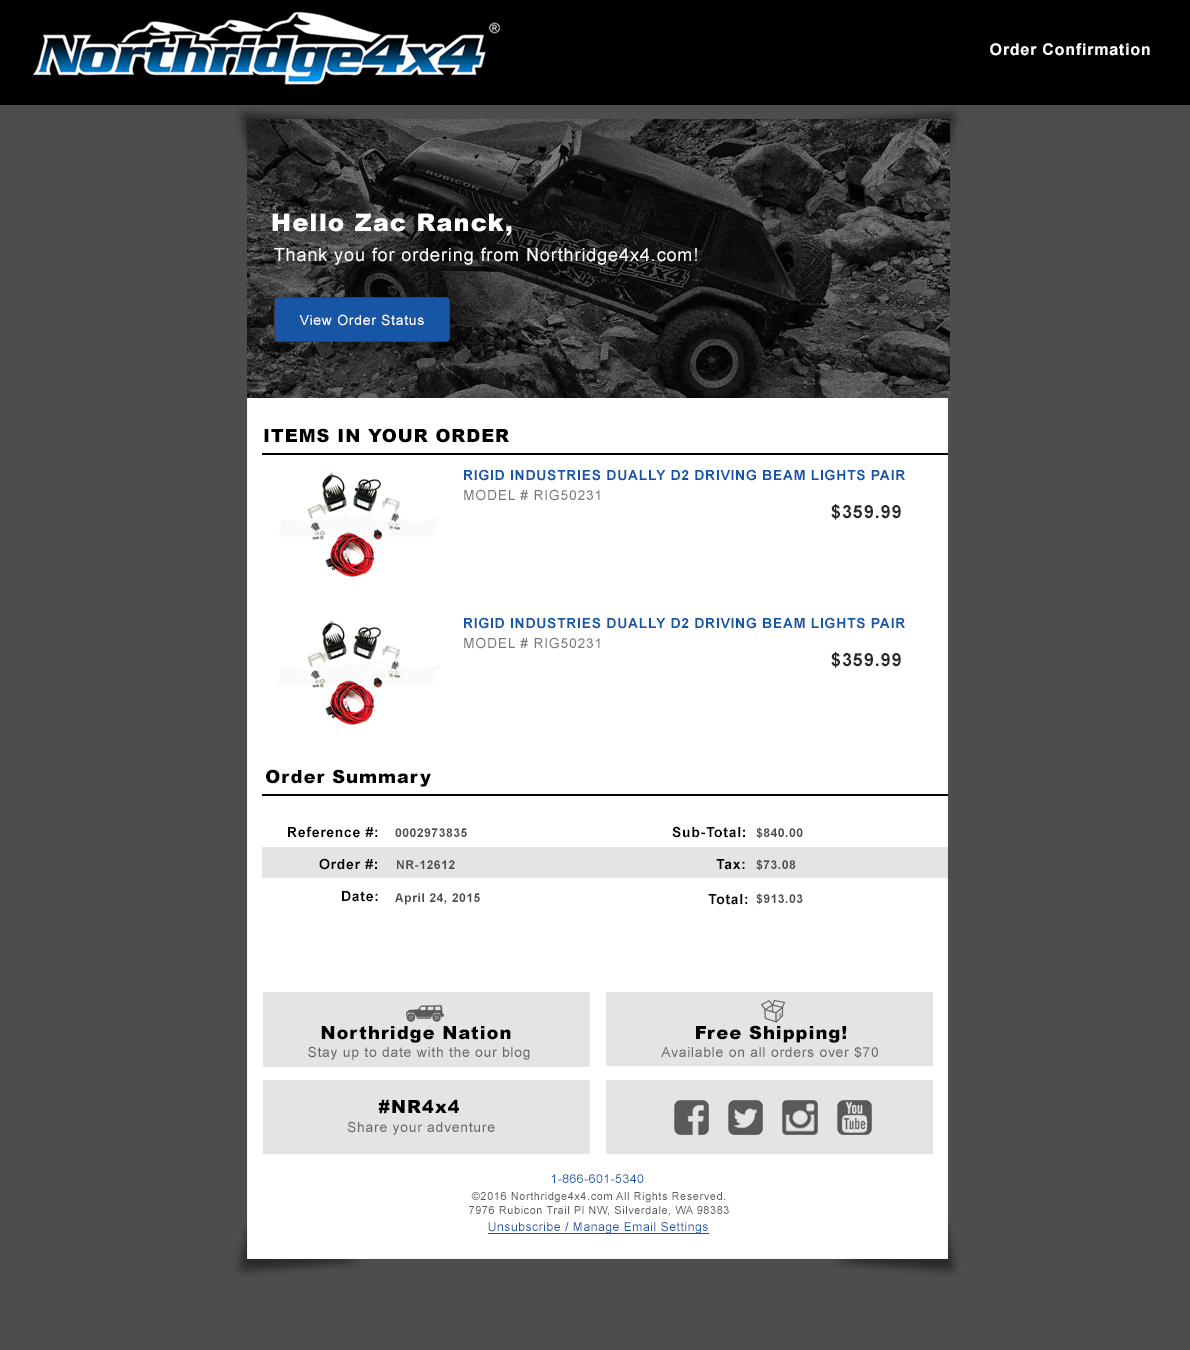 Northridge4x4®
Order Confirmation
RUBICON
Hello Zac Ranck,
Thank you for ordering from Northridge4x4.com!
Northridge4x4
View Order Status
ITEMS IN YOUR ORDER
RIGID INDUSTRIES DUALLY D2 DRIVING BEAM LIGHTS PAIR
MODEL # RIG50231
$359.99
Northridge4x4
RIGID INDUSTRIES DUALLY D2 DRIVING BEAM LIGHTS PAIR
MODEL # RIG50231
$359.99
Northridge4x4
Order Summary
Reference #: 0002973835 Sub-Total: $840.00
Order #: NR-12612 Tax: $73.08
Date: April 24, 2015 Total: $913.03
Northridge Nation
Stay up to date with the our blog
Free Shipping!
Available on all orders over $70
#NR4x4
Share your adventure
You
Tube
1-866-601-5340
©2016 Northridge4x4.com All Rights Reserved.
7976 Rubicon Trail Pl NW, Silverdale, WA 98383
Unsubscribe / Manage Email Settings